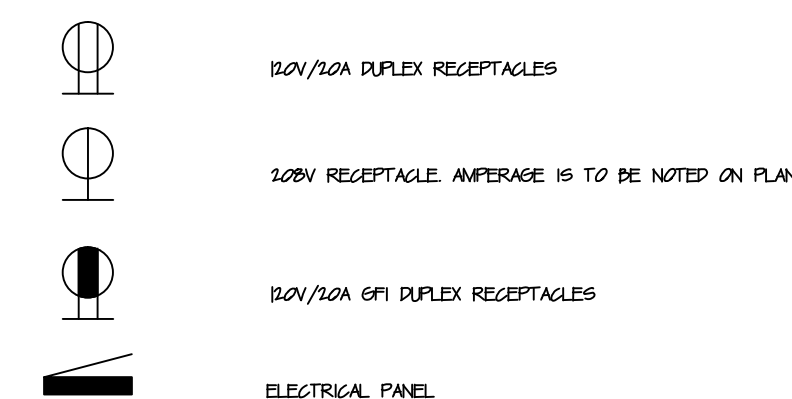 120V/20A DUPLEX RECEPTACLES
208V RECEPTACLE. AMPERAGE IS TO BE NOTED ON PLAN
120V/20A GFI DUPLEX RECEPTACLES
ELECTRICAL PANEL